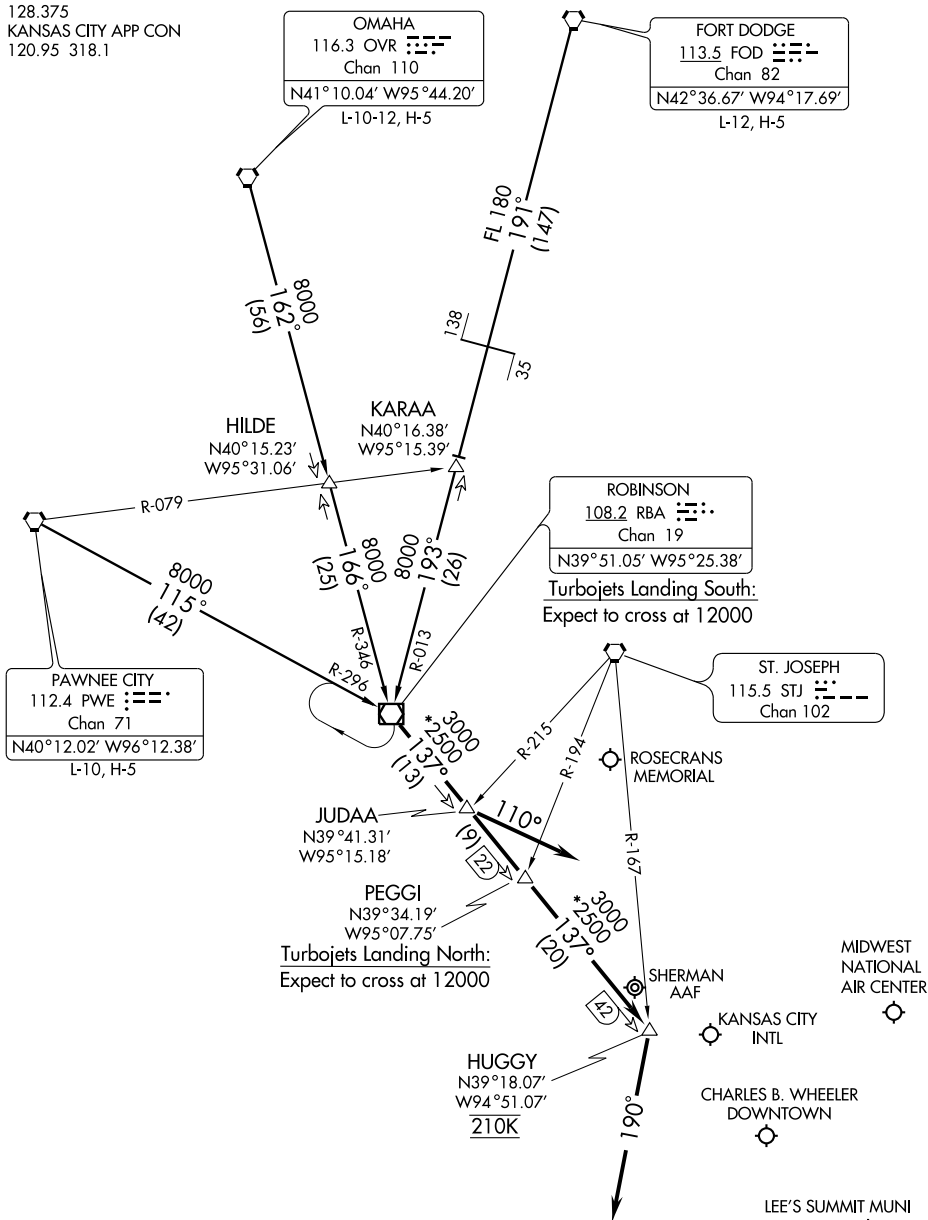 128.375
KANSAS CITY APP CON
120.95 318.1
OMAHA
116.3 OVR
Chan 110
N41°10.04' W95°44.20'
L-10-12, H-5
FORT DODGE
113.5 FOD
Chan 82
N42°36.67' W94°17.69'
L-12, H-5
FL 180
191°
(147)
8000
162°
(56)
138
35
HILDE
N40°15.23'
W95°31.06'
KARAA
N40°16.38'
W95°15.39'
R-079
ROBINSON
108.2 RBA
Chan 19
N39°51.05' W95°25.38'
Turbojets Landing South:
Expect to cross at 12000
8000
166°
(25)
8000
193°
(26)
8000
115°
(42)
R-346
R-013
R-296
PAWNEE CITY
112.4 PWE
Chan 71
N40°12.02' W96°12.38'
L-10, H-5
ST. JOSEPH
115.5 STJ
Chan 102
R-215
R-194
R-167
ROSECRANS
MEMORIAL
3000
*2500
137°
(13)
JUDAA
N39°41.31'
W95°15.18'
110°
(9)
22
PEGGI
N39°34.19'
W95°07.75'
Turbojets Landing North:
Expect to cross at 12000
3000
*2500
137°
(20)
SHERMAN
AAF
MIDWEST
NATIONAL
AIR CENTER
42
KANSAS CITY
INTL
HUGGY
N39°18.07'
W94°51.07'
210K
190°
CHARLES B. WHEELER
DOWNTOWN
LEE'S SUMMIT MUNI